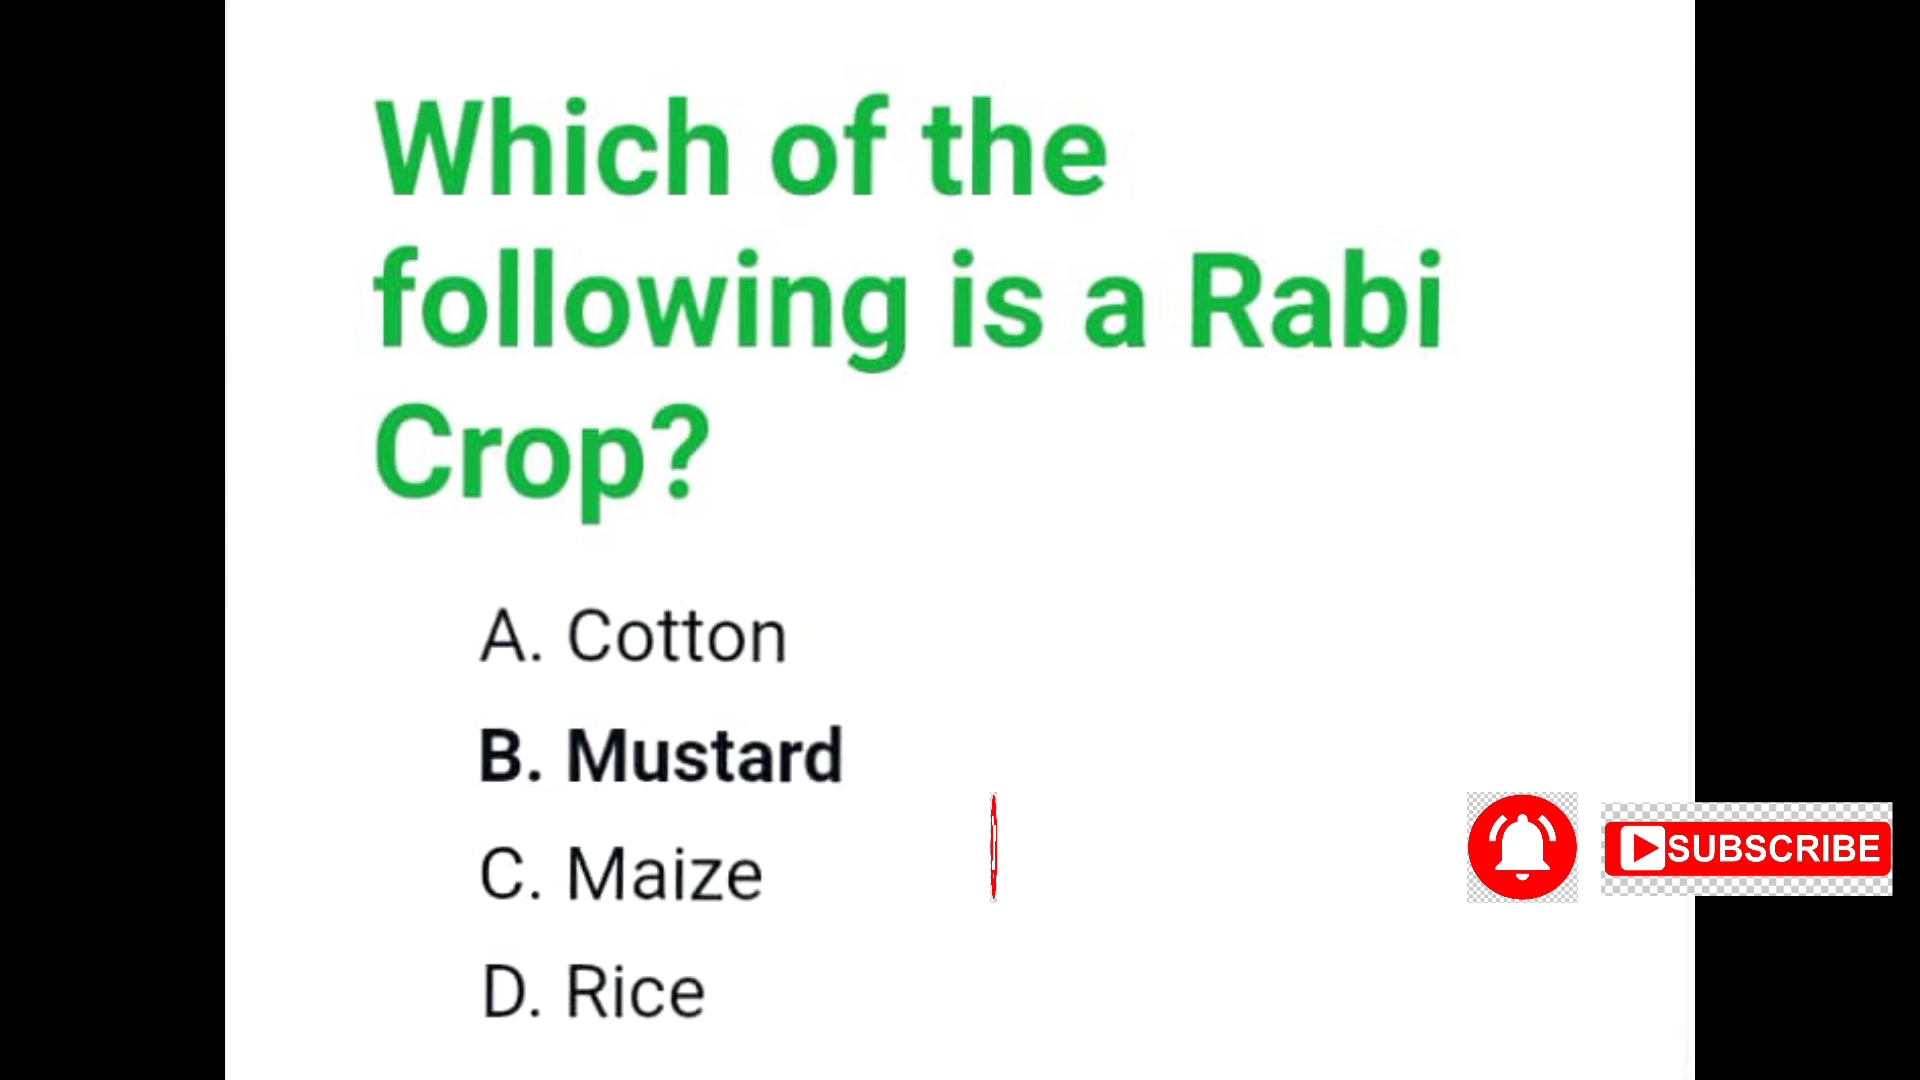 Which of the
following is a Rabi
Crop?
A. Cotton
B. Mustard
C. Maize
D. Rice
SUBSCRIBE